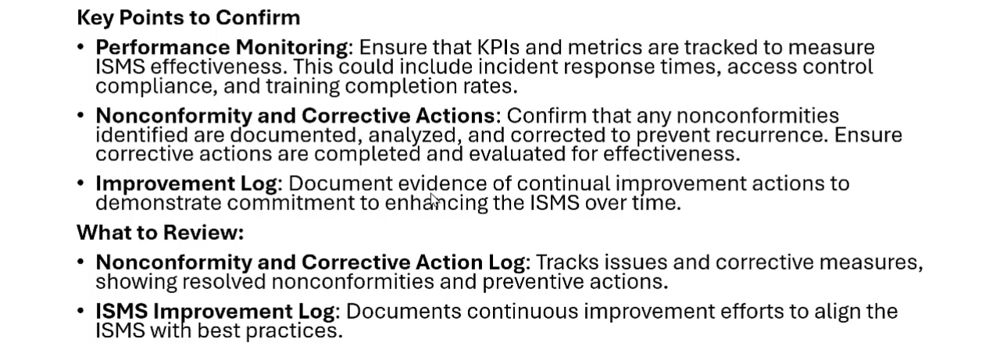 Key Points to Confirm
• Performance Monitoring: Ensure that KPIs and metrics are tracked to measure
ISMS effectiveness. This could include incident response times, access control
compliance, and training completion rates.
• Nonconformity and Corrective Actions: Confirm that any nonconformities
identified are documented, analyzed, and corrected to prevent recurrence. Ensure
corrective actions are completed and evaluated for effectiveness.
• Improvement Log: Document evidence of continual improvement actions to
demonstrate commitment to enhancing the ISMS over time.
What to Review:
• Nonconformity and Corrective Action Log: Tracks issues and corrective measures,
showing resolved nonconformities and preventive actions.
• ISMS Improvement Log: Documents continuous improvement efforts to align the
ISMS with best practices.